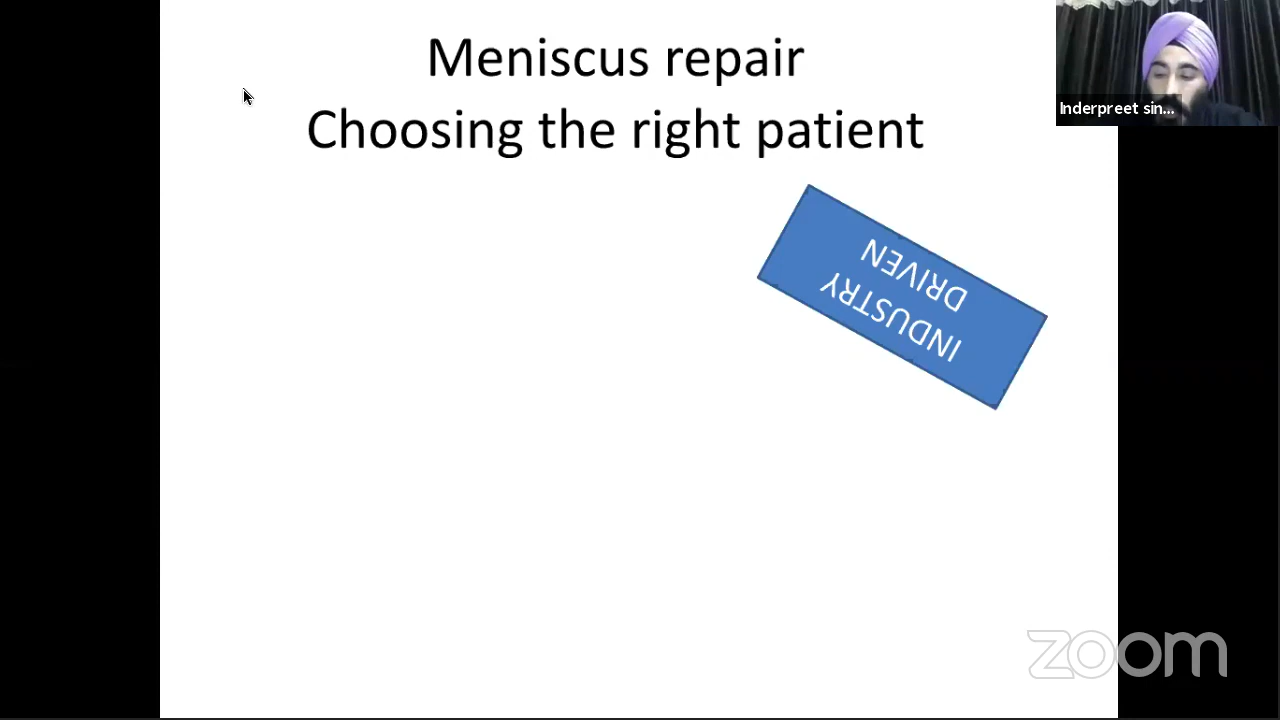 Meniscus repair
Choosing the right patient
INDUSTRY
DRIVEN
Inderpreet sin...
zoom